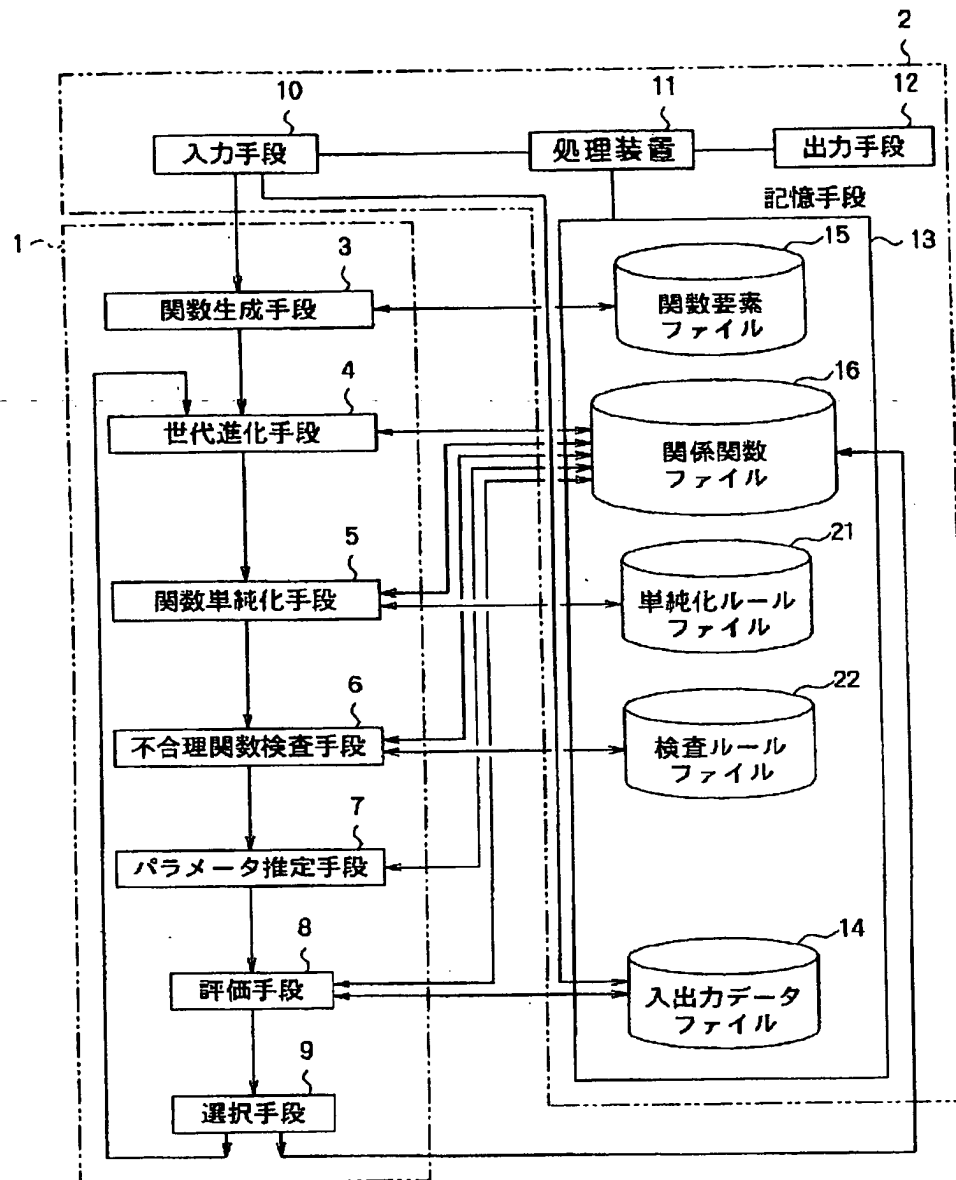 2
10
11
12
入力手段
処理装置
出力手段
記憶手段
1
3
15
13
関数生成手段
関数要素
ファイル
4
16
世代進化手段
関係関数
ファイル
5
21
関数単純化手段
単純化ルール
ファイル
6
22
不合理関数検査手段
検査ルール
ファイル
7
パラメータ推定手段
8
14
評価手段
入出力データ
ファイル
9
選択手段